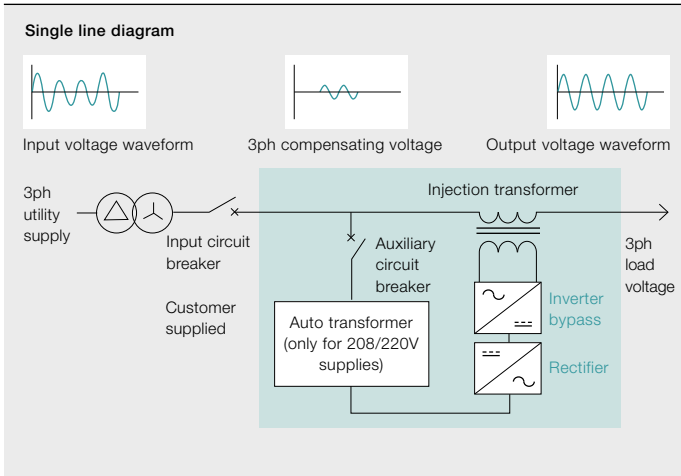 Single line diagram
Input voltage waveform
3ph compensating voltage
Output voltage waveform
3ph
utility
supply
Injection transformer
Input circuit
breaker
Auxiliary
circuit
breaker
3ph
load
voltage
Customer
supplied
Auto transformer
(only for 208/220V
supplies)
Inverter
bypass
Rectifier